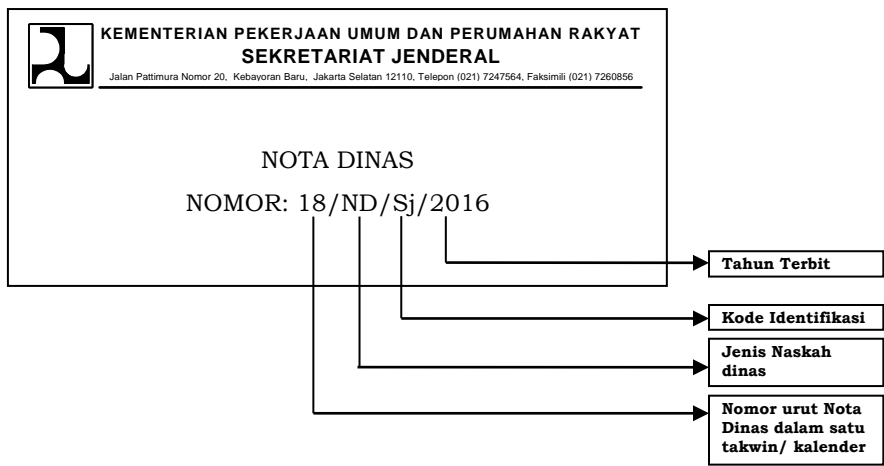 KEMENTERIAN PEKERJAAN UMUM DAN PERUMAHAN RAKYAT
SEKRETARIAT JENDERAL
Jalan Pattimura Nomor 20, Kebayoran Baru, Jakarta Selatan 12110, Telepon (021) 7247564, Faksimili (021) 7260856
NOTA DINAS
NOMOR: 18/ND/Sj/2016
Tahun Terbit
Kode Identifikasi
Jenis Naskah
dinas
Nomor urut Nota
Dinas dalam satu
takwin/ kalender